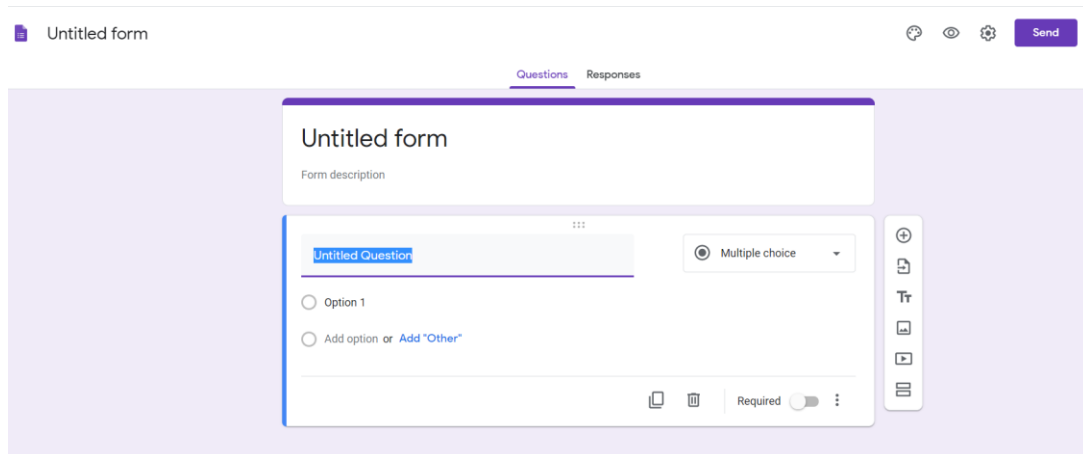 Untitled form
Send
Questions Responses
Untitled form
Form description
Untitled Question
Multiple choice
Option 1
Add option or Add "Other"
Required